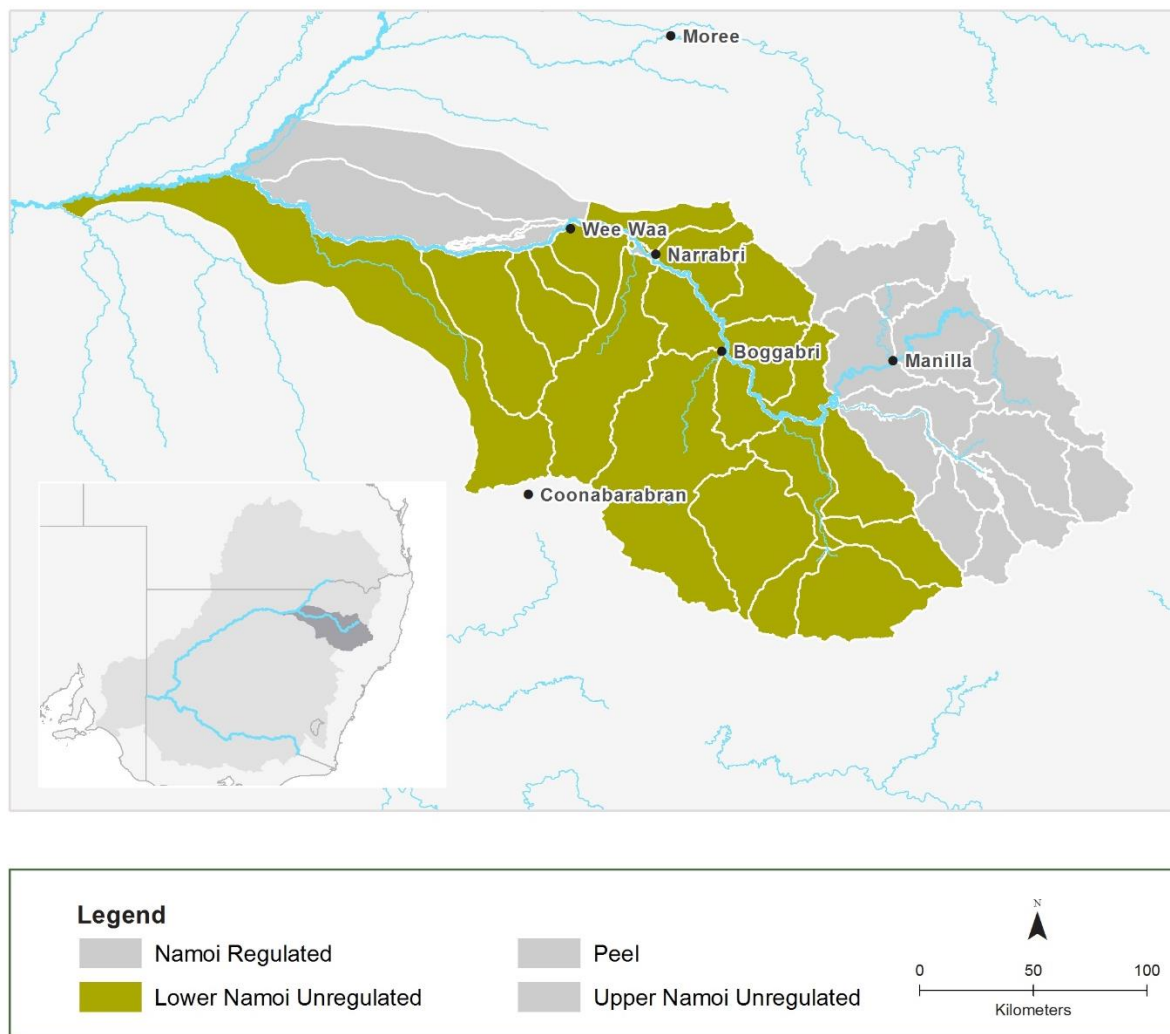 Moree
Wee Waa
Narrabri
Boggabri
Manilla
Coonabarabran
Legend
Namoi Regulated
Peel
Lower Namoi Unregulated
Upper Namoi Unregulated
N
0 50 100
Kilometers